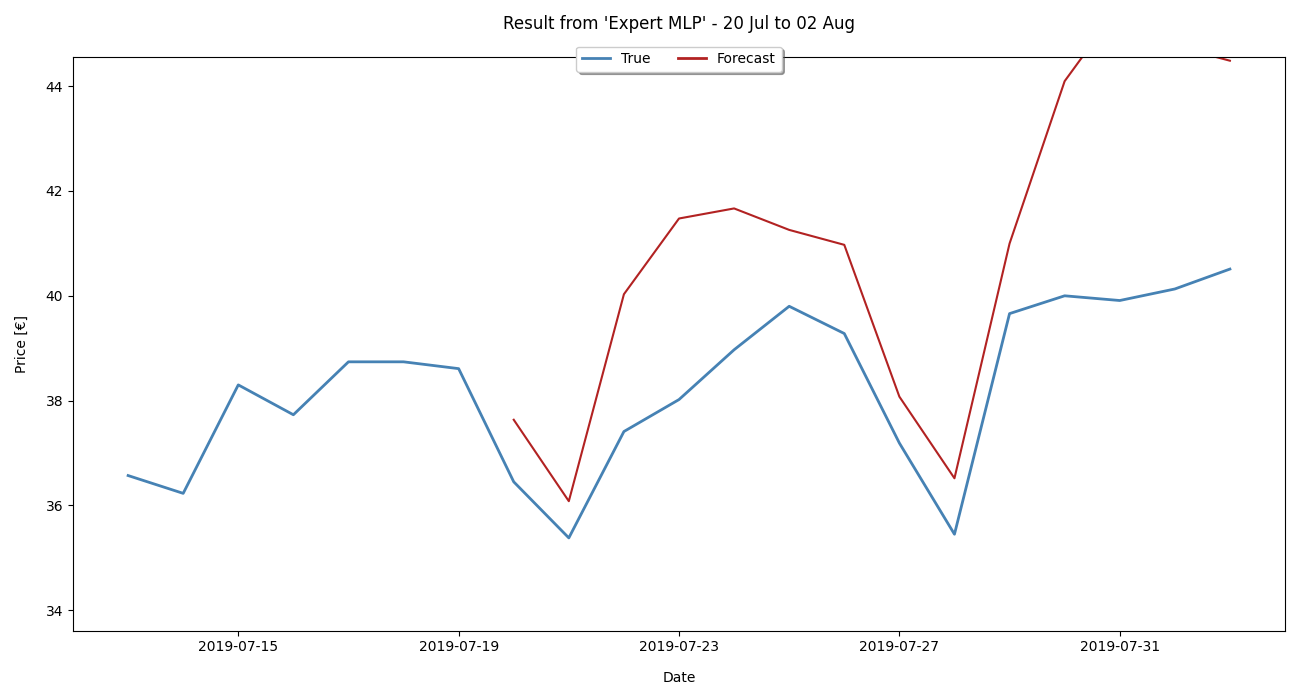 Result from 'Expert MLP' - 20 Jul to 02 Aug
True
Forecast
44
42
40
38
36
34
Price [€]
2019-07-15
2019-07-19
2019-07-23
2019-07-27
2019-07-31
Date